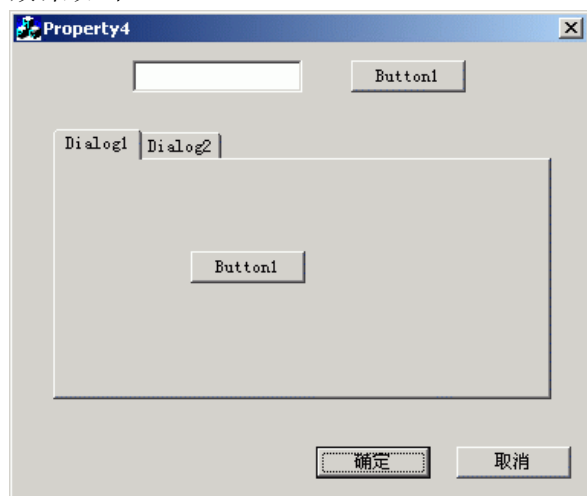 Property4
Button1
Dialog1 Dialog2
Button1
确定 取消